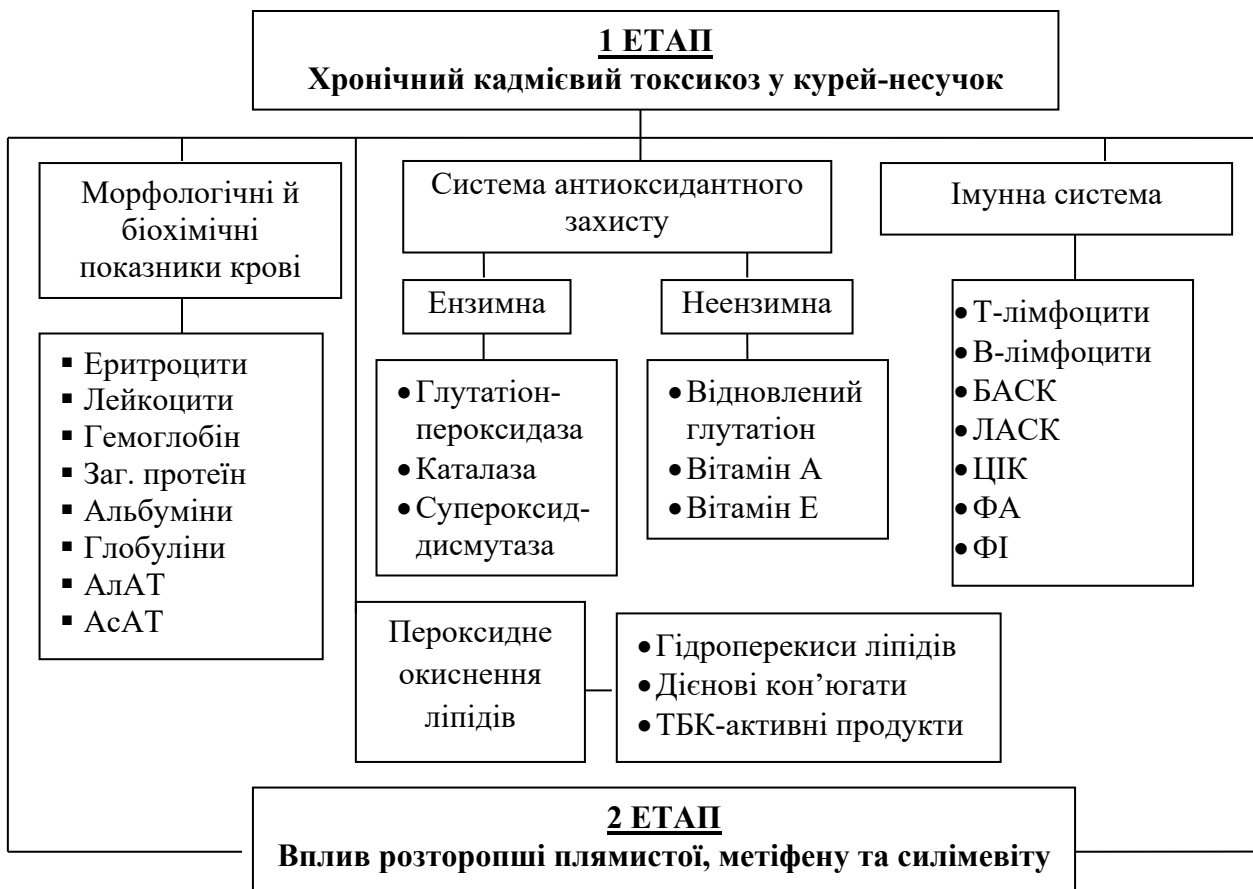 1 ЕТАП
Хронічний кадмієвий токсикоз у курей-несучок
Морфологічні й
біохімічні
показники крові
▪ Еритроцити
▪ Лейкоцити
▪ Гемоглобін
▪ Заг. протеїн
▪ Альбуміни
▪ Глобуліни
▪ АлАТ
▪ АсАТ
Система антиоксидантного
захисту
Ензимна
• Глутатіон-
пероксидаза
• Каталаза
• Супероксид-
дисмутаза
Неензимна
• Відновлений
глутатіон
• Вітамін А
• Вітамін Е
Імунна система
• Т-лімфоцити
• В-лімфоцити
• БАСК
• ЛАСК
• ЦІК
• ФА
• ФІ
Пероксидне
окиснення
ліпідів
• Гідроперекиси ліпідів
• Дієнові кон’югати
• ТБК-активні продукти
2 ЕТАП
Вплив розторопші плямистої, метіфену та силімевіту